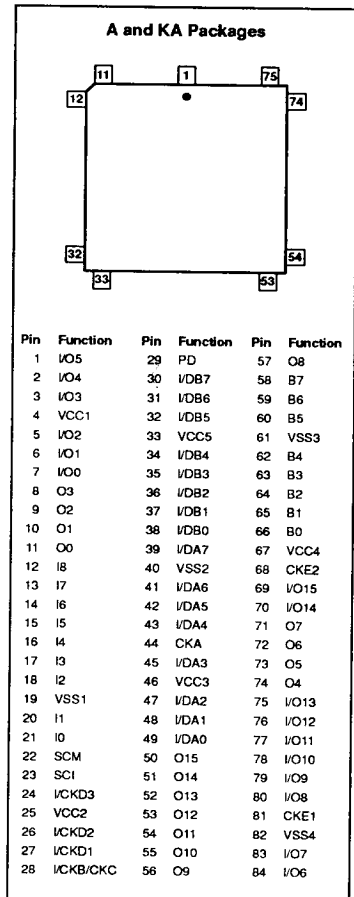 A and KA Packages
11 1 75
12 74
32 54
33 53
Pin Function Pin Function Pin Function
1 I/O5 29 PD 57 O8
2 I/O4 30 I/DB7 58 B7
3 I/O3 31 I/DB6 59 B6
4 VCC1 32 I/DB5 60 B5
5 I/O2 33 VCC5 61 VSS3
6 I/O1 34 I/DB4 62 B4
7 I/O0 35 I/DB3 63 B3
8 O3 36 I/DB2 64 B2
9 O2 37 I/DB1 65 B1
10 O1 38 I/DB0 66 B0
11 O0 39 I/DA7 67 VCC4
12 I8 40 VSS2 68 CKE2
13 I7 41 I/DA6 69 I/O15
14 I6 42 I/DA5 70 I/O14
15 I5 43 I/DA4 71 O7
16 I4 44 CKA 72 O6
17 I3 45 I/DA3 73 O5
18 I2 46 VCC3 74 O4
19 VSS1 47 I/DA2 75 I/O13
20 I1 48 I/DA1 76 I/O12
21 I0 49 I/DA0 77 I/O11
22 SCM 50 O15 78 I/O10
23 SCI 51 O14 79 I/O9
24 I/CKD3 52 O13 80 I/O8
25 VCC2 53 O12 81 CKE1
26 I/CKD2 54 O11 82 VSS4
27 I/CKD1 55 O10 83 I/O7
28 I/CKB/CKC 56 O9 84 I/O6